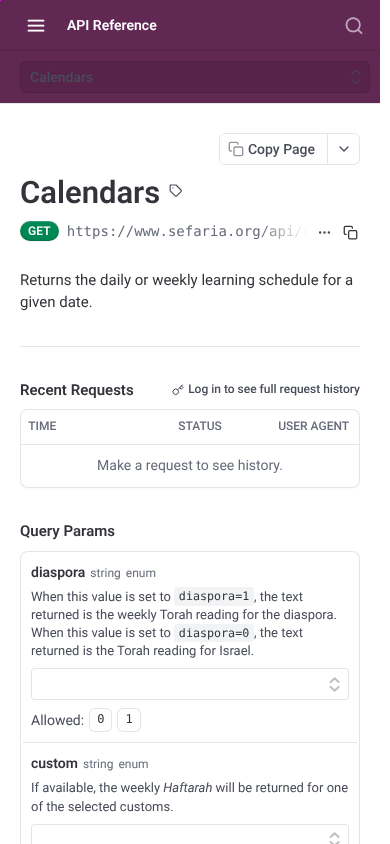 API Reference
Calendars
Copy Page
Calendars
GET https://www.sefaria.org/api/
Returns the daily or weekly learning schedule for a
given date.
Recent Requests Log in to see full request history
TIME STATUS USER AGENT
Make a request to see history.
Query Params
diaspora string enum
When this value is set to diaspora=1, the text
returned is the weekly Torah reading for the diaspora.
When this value is set to diaspora=0, the text
returned is the Torah reading for Israel.
Allowed: 0 1
custom string enum
If available, the weekly Haftarah will be returned for one
of the selected customs.